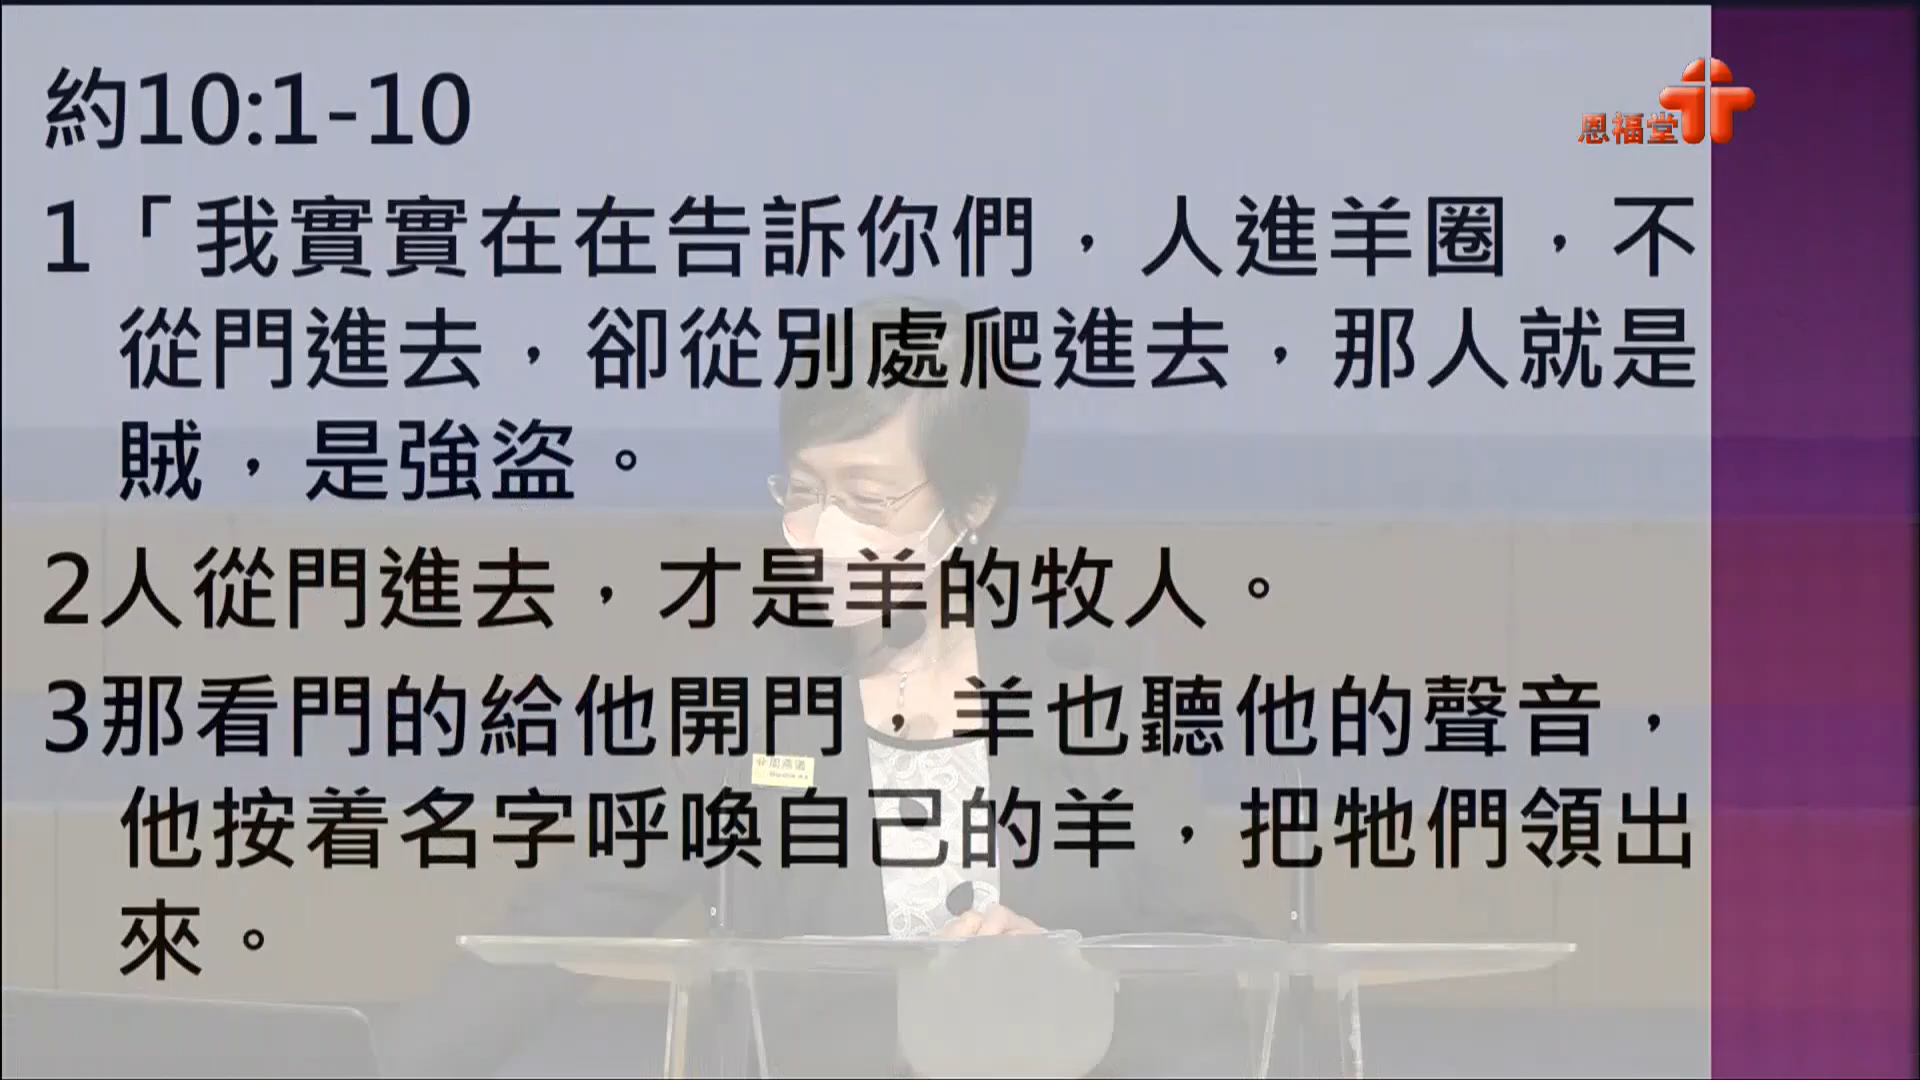 約10:1-10
恩福堂
1「我實實在在告訴你們，人進羊圈，不
從門進去，卻從別處爬進去，那人就是
賊，是強盜。
2人從門進去，才是羊的牧人。
3那看門的給他開門，羊也聽他的聲音，
他按着名字呼喚自己的羊，把牠們領出
來。